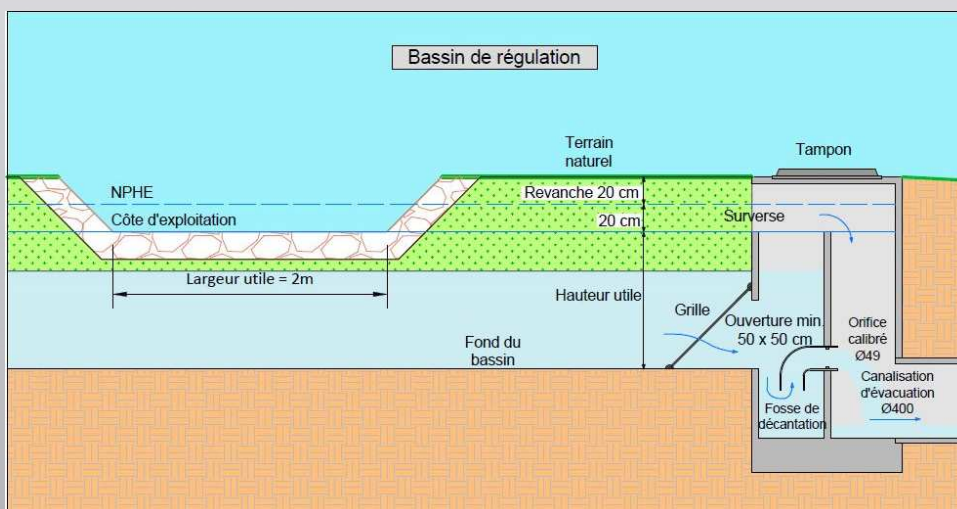 Bassin de régulation
Terrain
naturel
Tampon
NPHE
Revanche 20 cm
Côte d'exploitation
20 cm
Surverse
Largeur utile = 2m
Hauteur utile
Grille
Ouverture min.
50 x 50 cm
Orifice
calibré
Ø49
Fond du
bassin
Canalisation
d'évacuation
Ø400
Fosse de
décantation